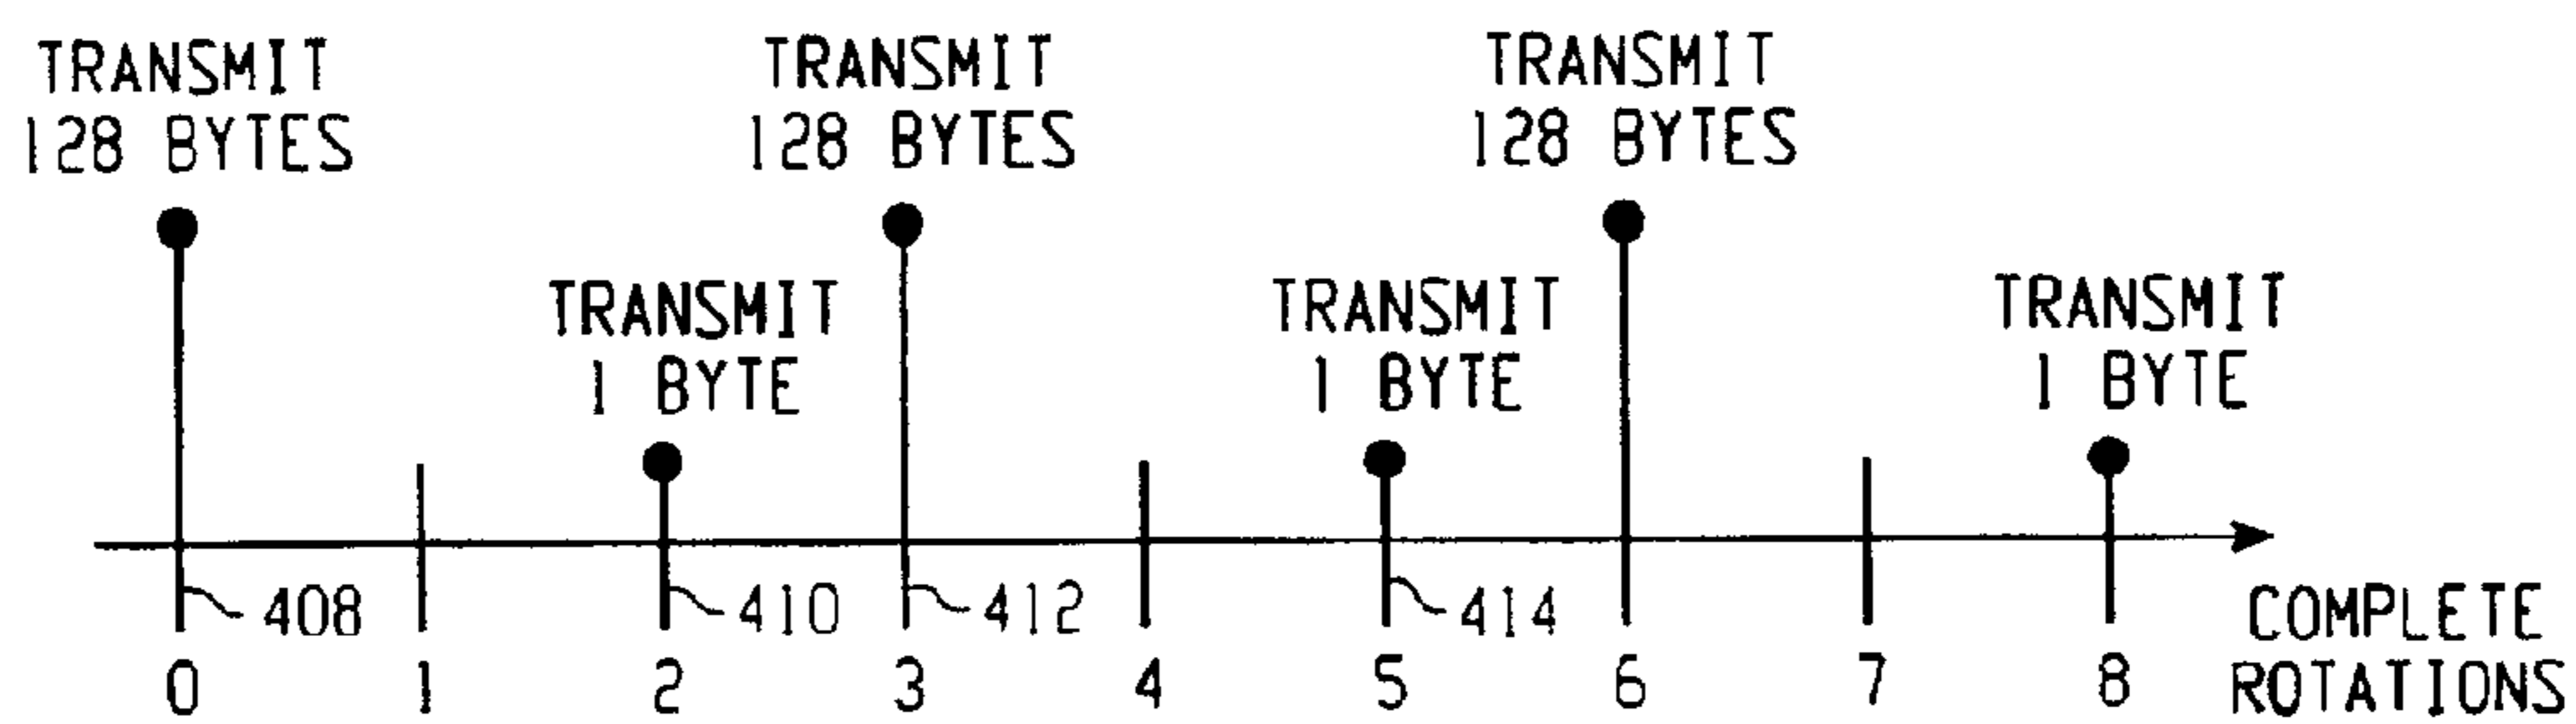 TRANSMIT
128 BYTES
TRANSMIT
128 BYTES
TRANSMIT
128 BYTES
TRANSMIT
1 BYTE
TRANSMIT
1 BYTE
TRANSMIT
1 BYTE
408
410
412
414
0
1
2
3
4
5
6
7
8
COMPLETE
ROTATIONS